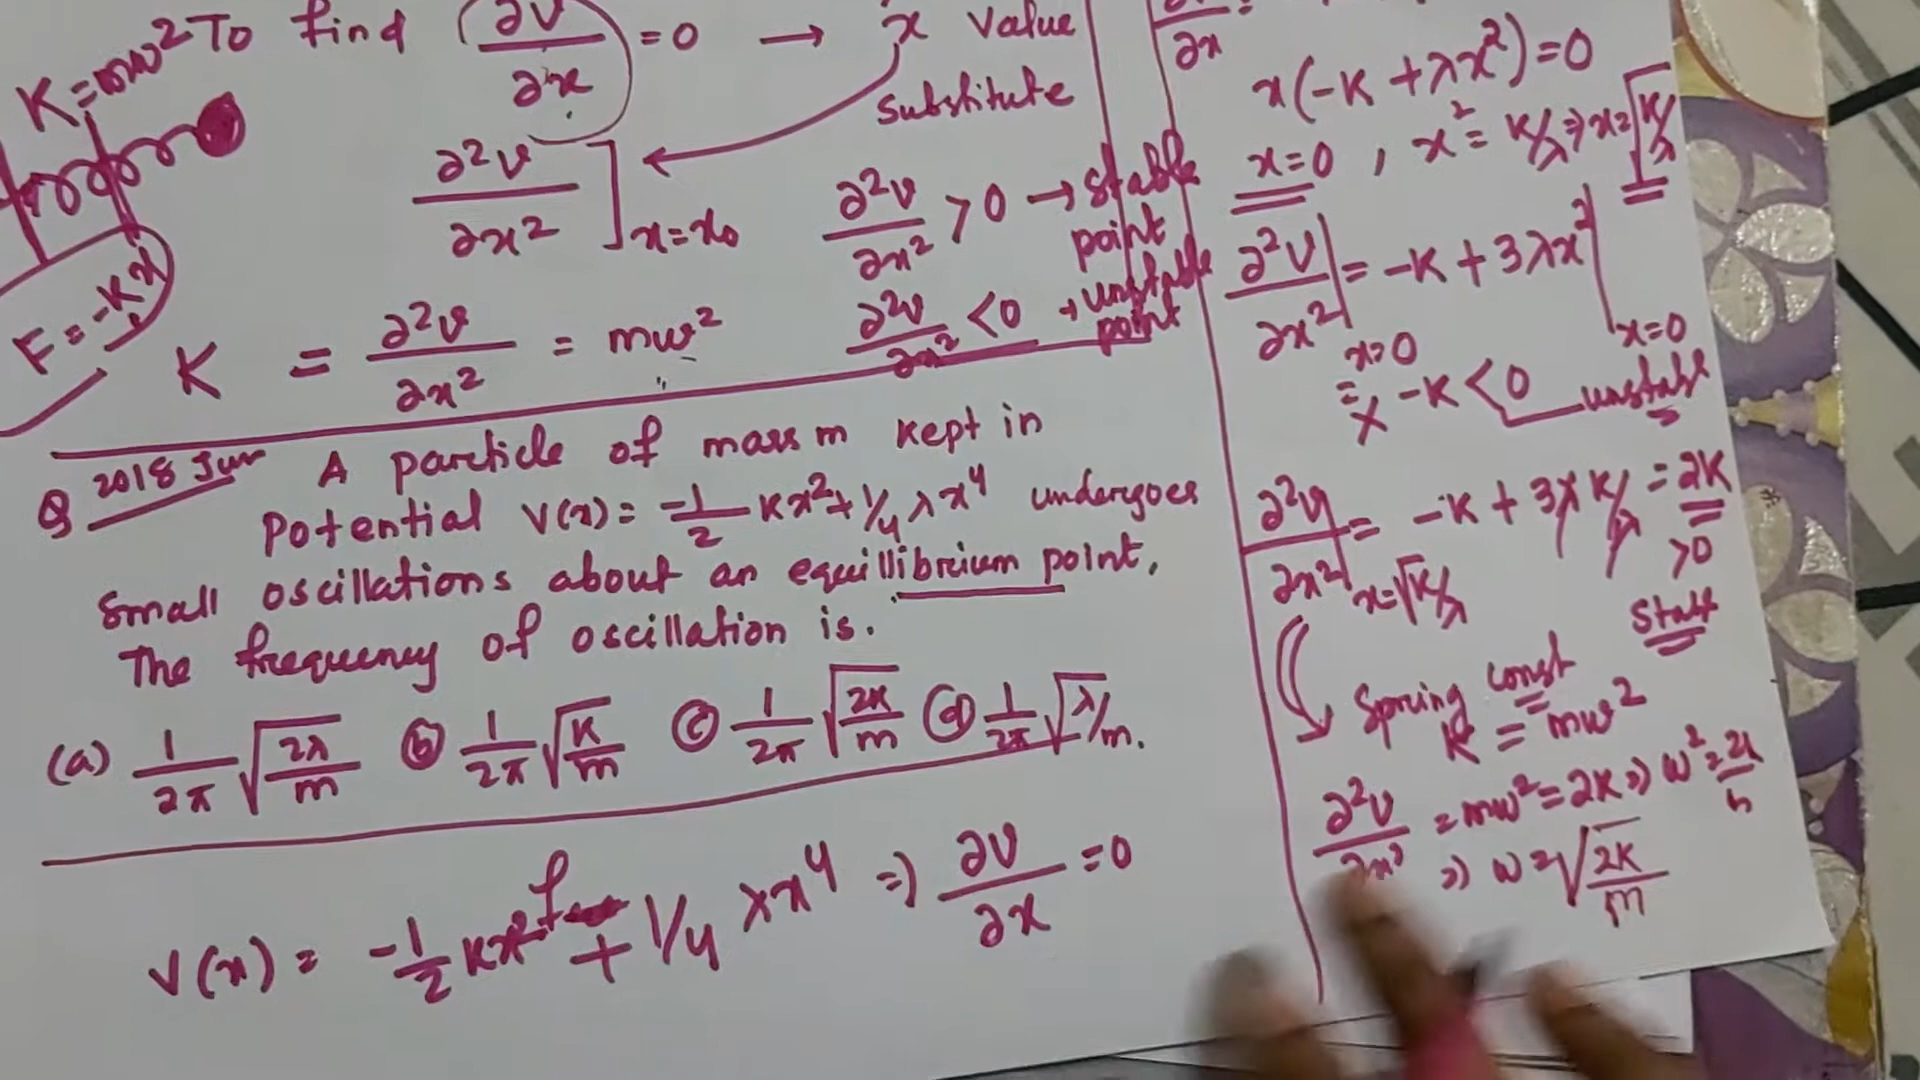 K = mω² To find (∂V/∂x) = 0 → x value
substitute
∂²v/∂x² ]x=x₀
∂²v/∂x² > 0 → stable point
∂²v/∂x² < 0 → unstable point
F = -Kx
K = ∂²v/∂x² = mω²
Q 2018 Jun A particle of mass m kept in
Potential V(x) = -1/2 Kx² + 1/4 λx⁴ undergoes
Small oscillations about an equillibrium point.
The frequency of oscillation is.
(a) 1/2π √(2λ/m) (b) 1/2π √(K/m) (c) 1/2π √(2K/m) (d) 1/2π √(λ/m).
V(x) = -1/2 Kx² + 1/4 λx⁴ ⇒ ∂V/∂x = 0
∂x
x(-K + λx²) = 0
x = 0 , x² = K/λ ⇒ x = √(K/λ)
∂²V/∂x² |x=0 = -K + 3λx² |x=0
= -K < 0 unstable
∂²V/∂x² |x=√K/λ = -K + 3λ K/λ = 2K
> 0
Spring const
K = mω²
∂²V/∂x² = mω² = 2K ⇒ ω² = 2K/m
⇒ ω = √(2K/m)